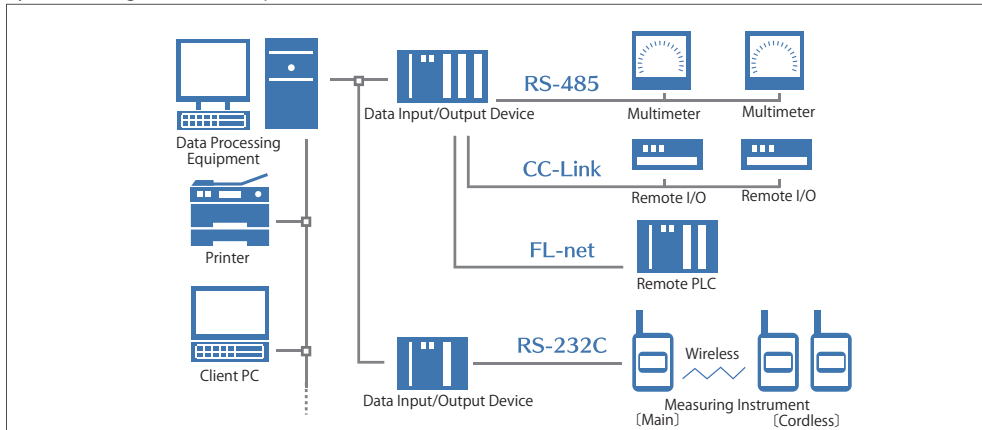 RS-485
Data Input/Output Device
Multimeter
Multimeter
Data Processing
Equipment
CC-Link
Remote I/O
Remote I/O
Printer
FL-net
Remote PLC
RS-232C
Wireless
Client PC
Data Input/Output Device
Measuring Instrument
〔Main〕
〔Cordless〕